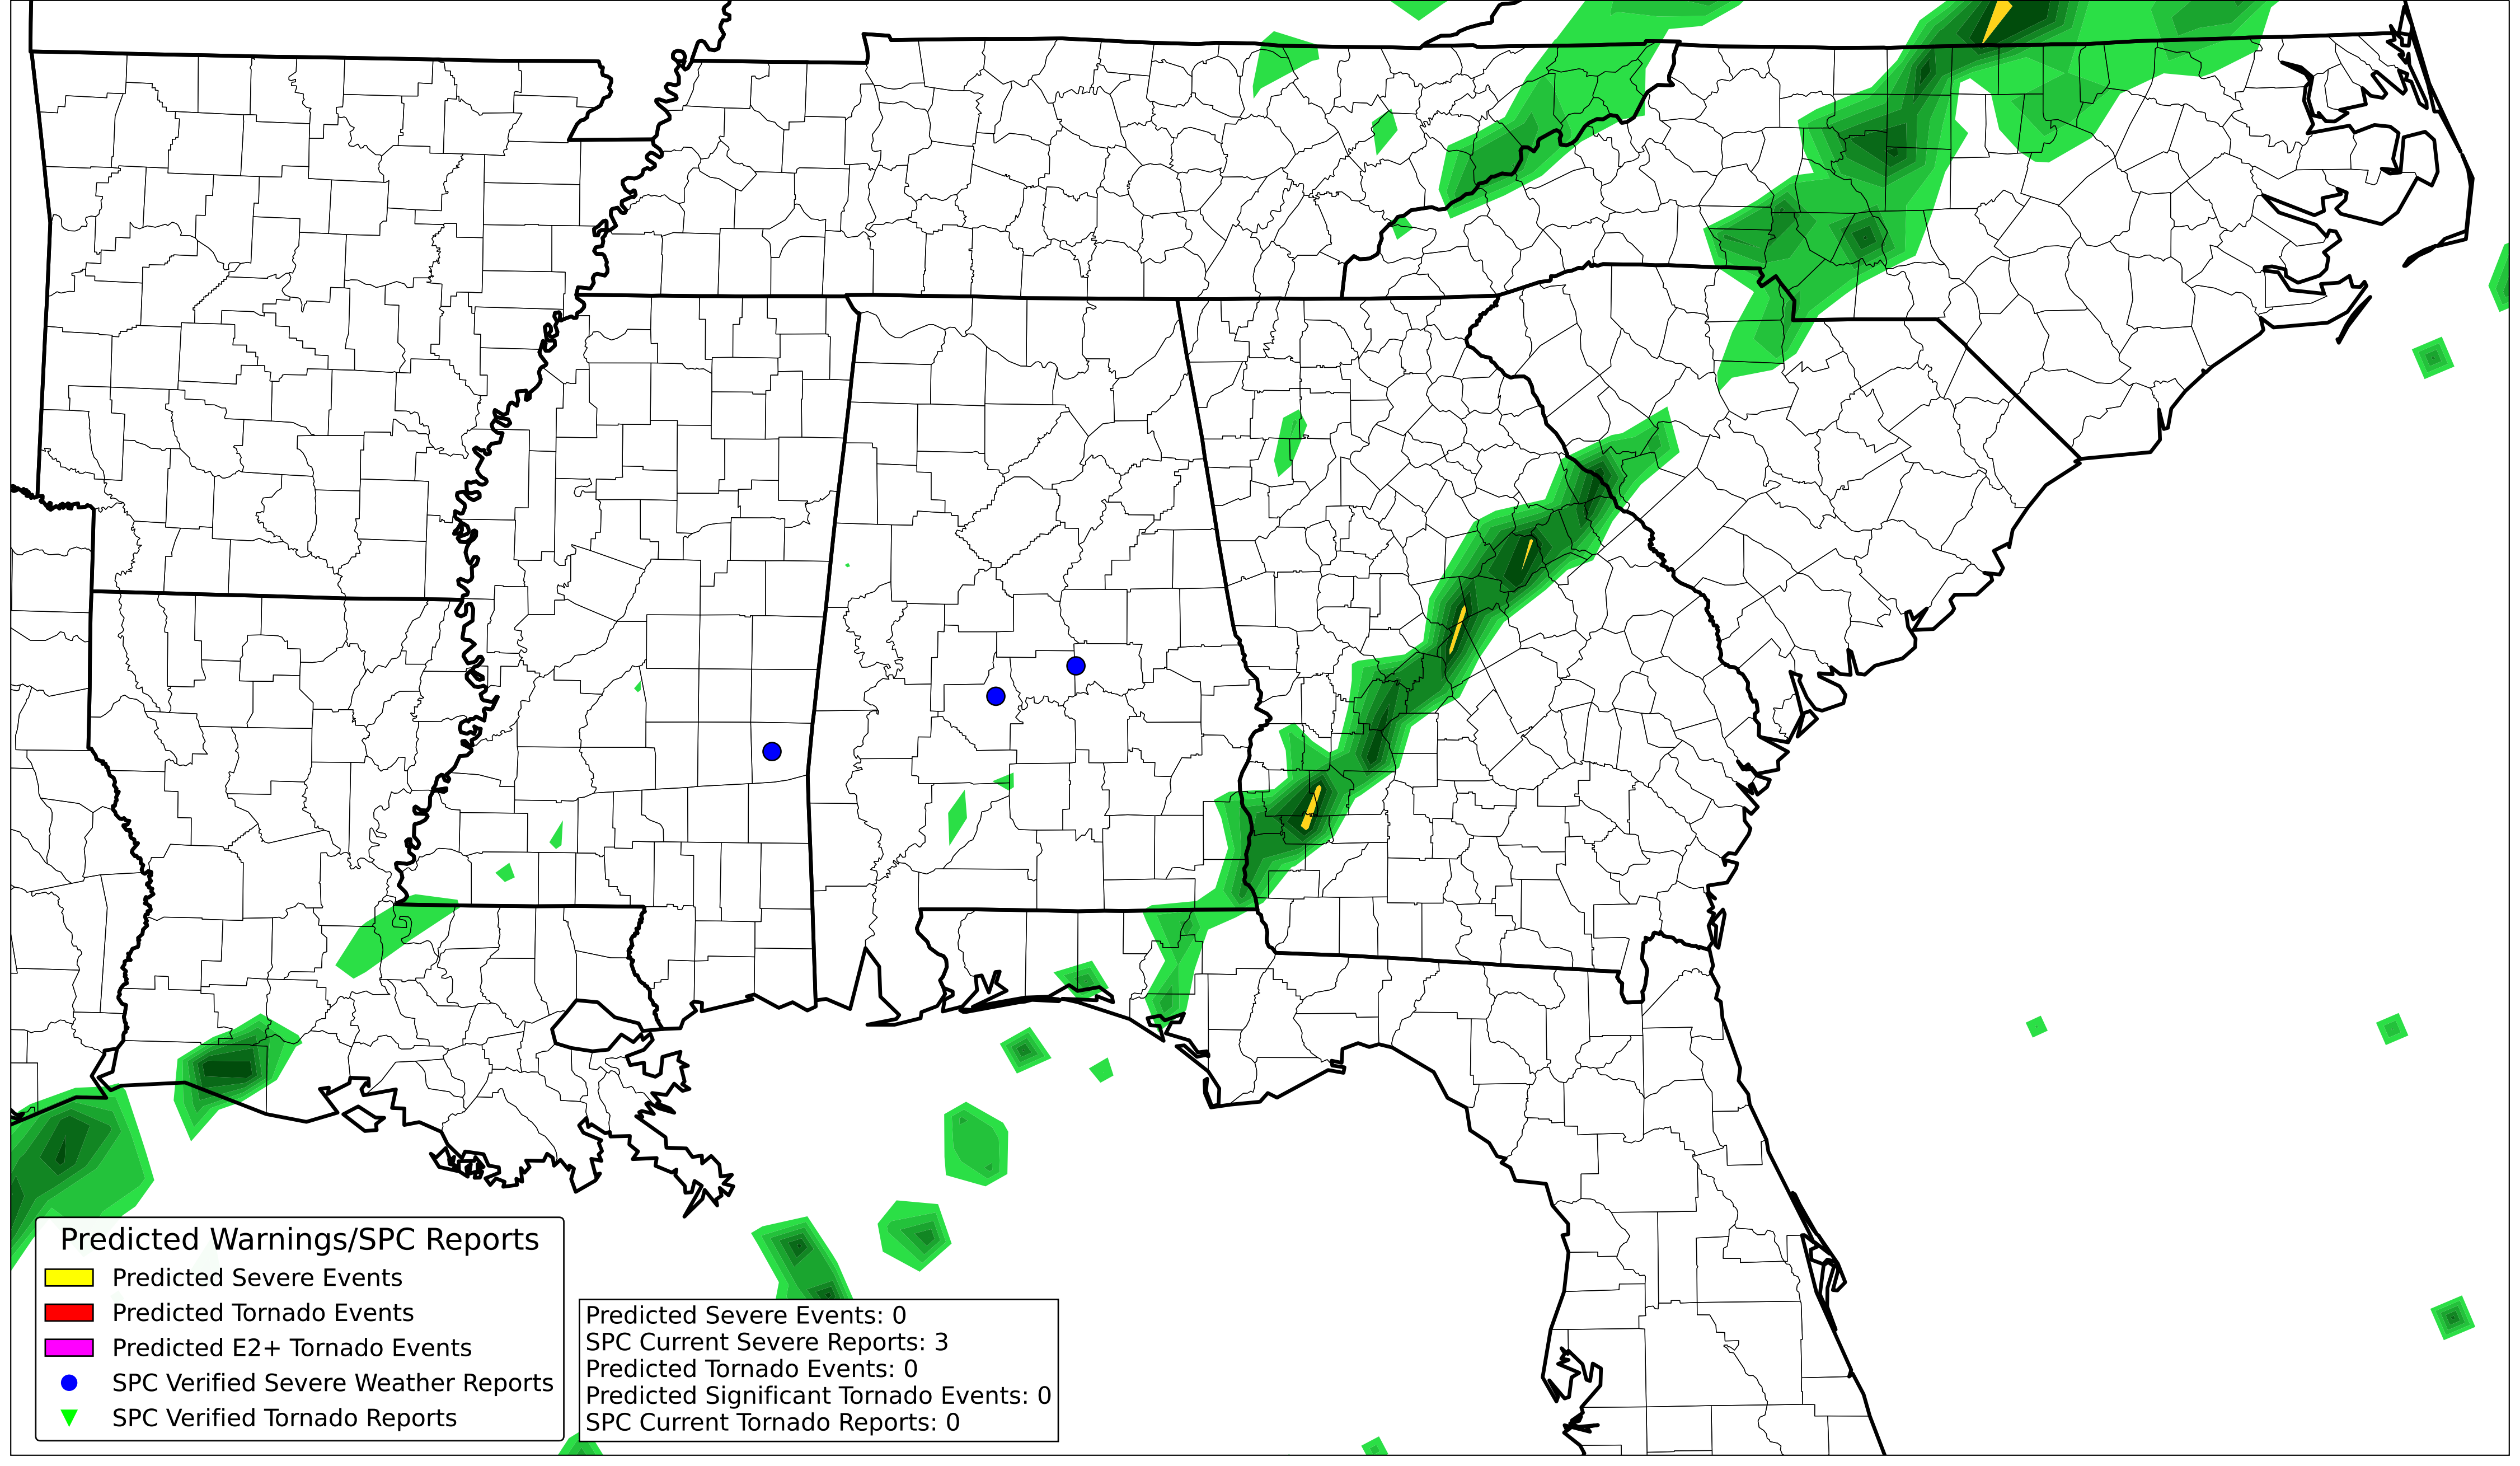 Predicted Warnings/SPC Reports
Predicted Severe Events
Predicted Tornado Events
Predicted E2+ Tornado Events
SPC Verified Severe Weather Reports
SPC Verified Tornado Reports
Predicted Severe Events: 0
SPC Current Severe Reports: 3
Predicted Tornado Events: 0
Predicted Significant Tornado Events: 0
SPC Current Tornado Reports: 0